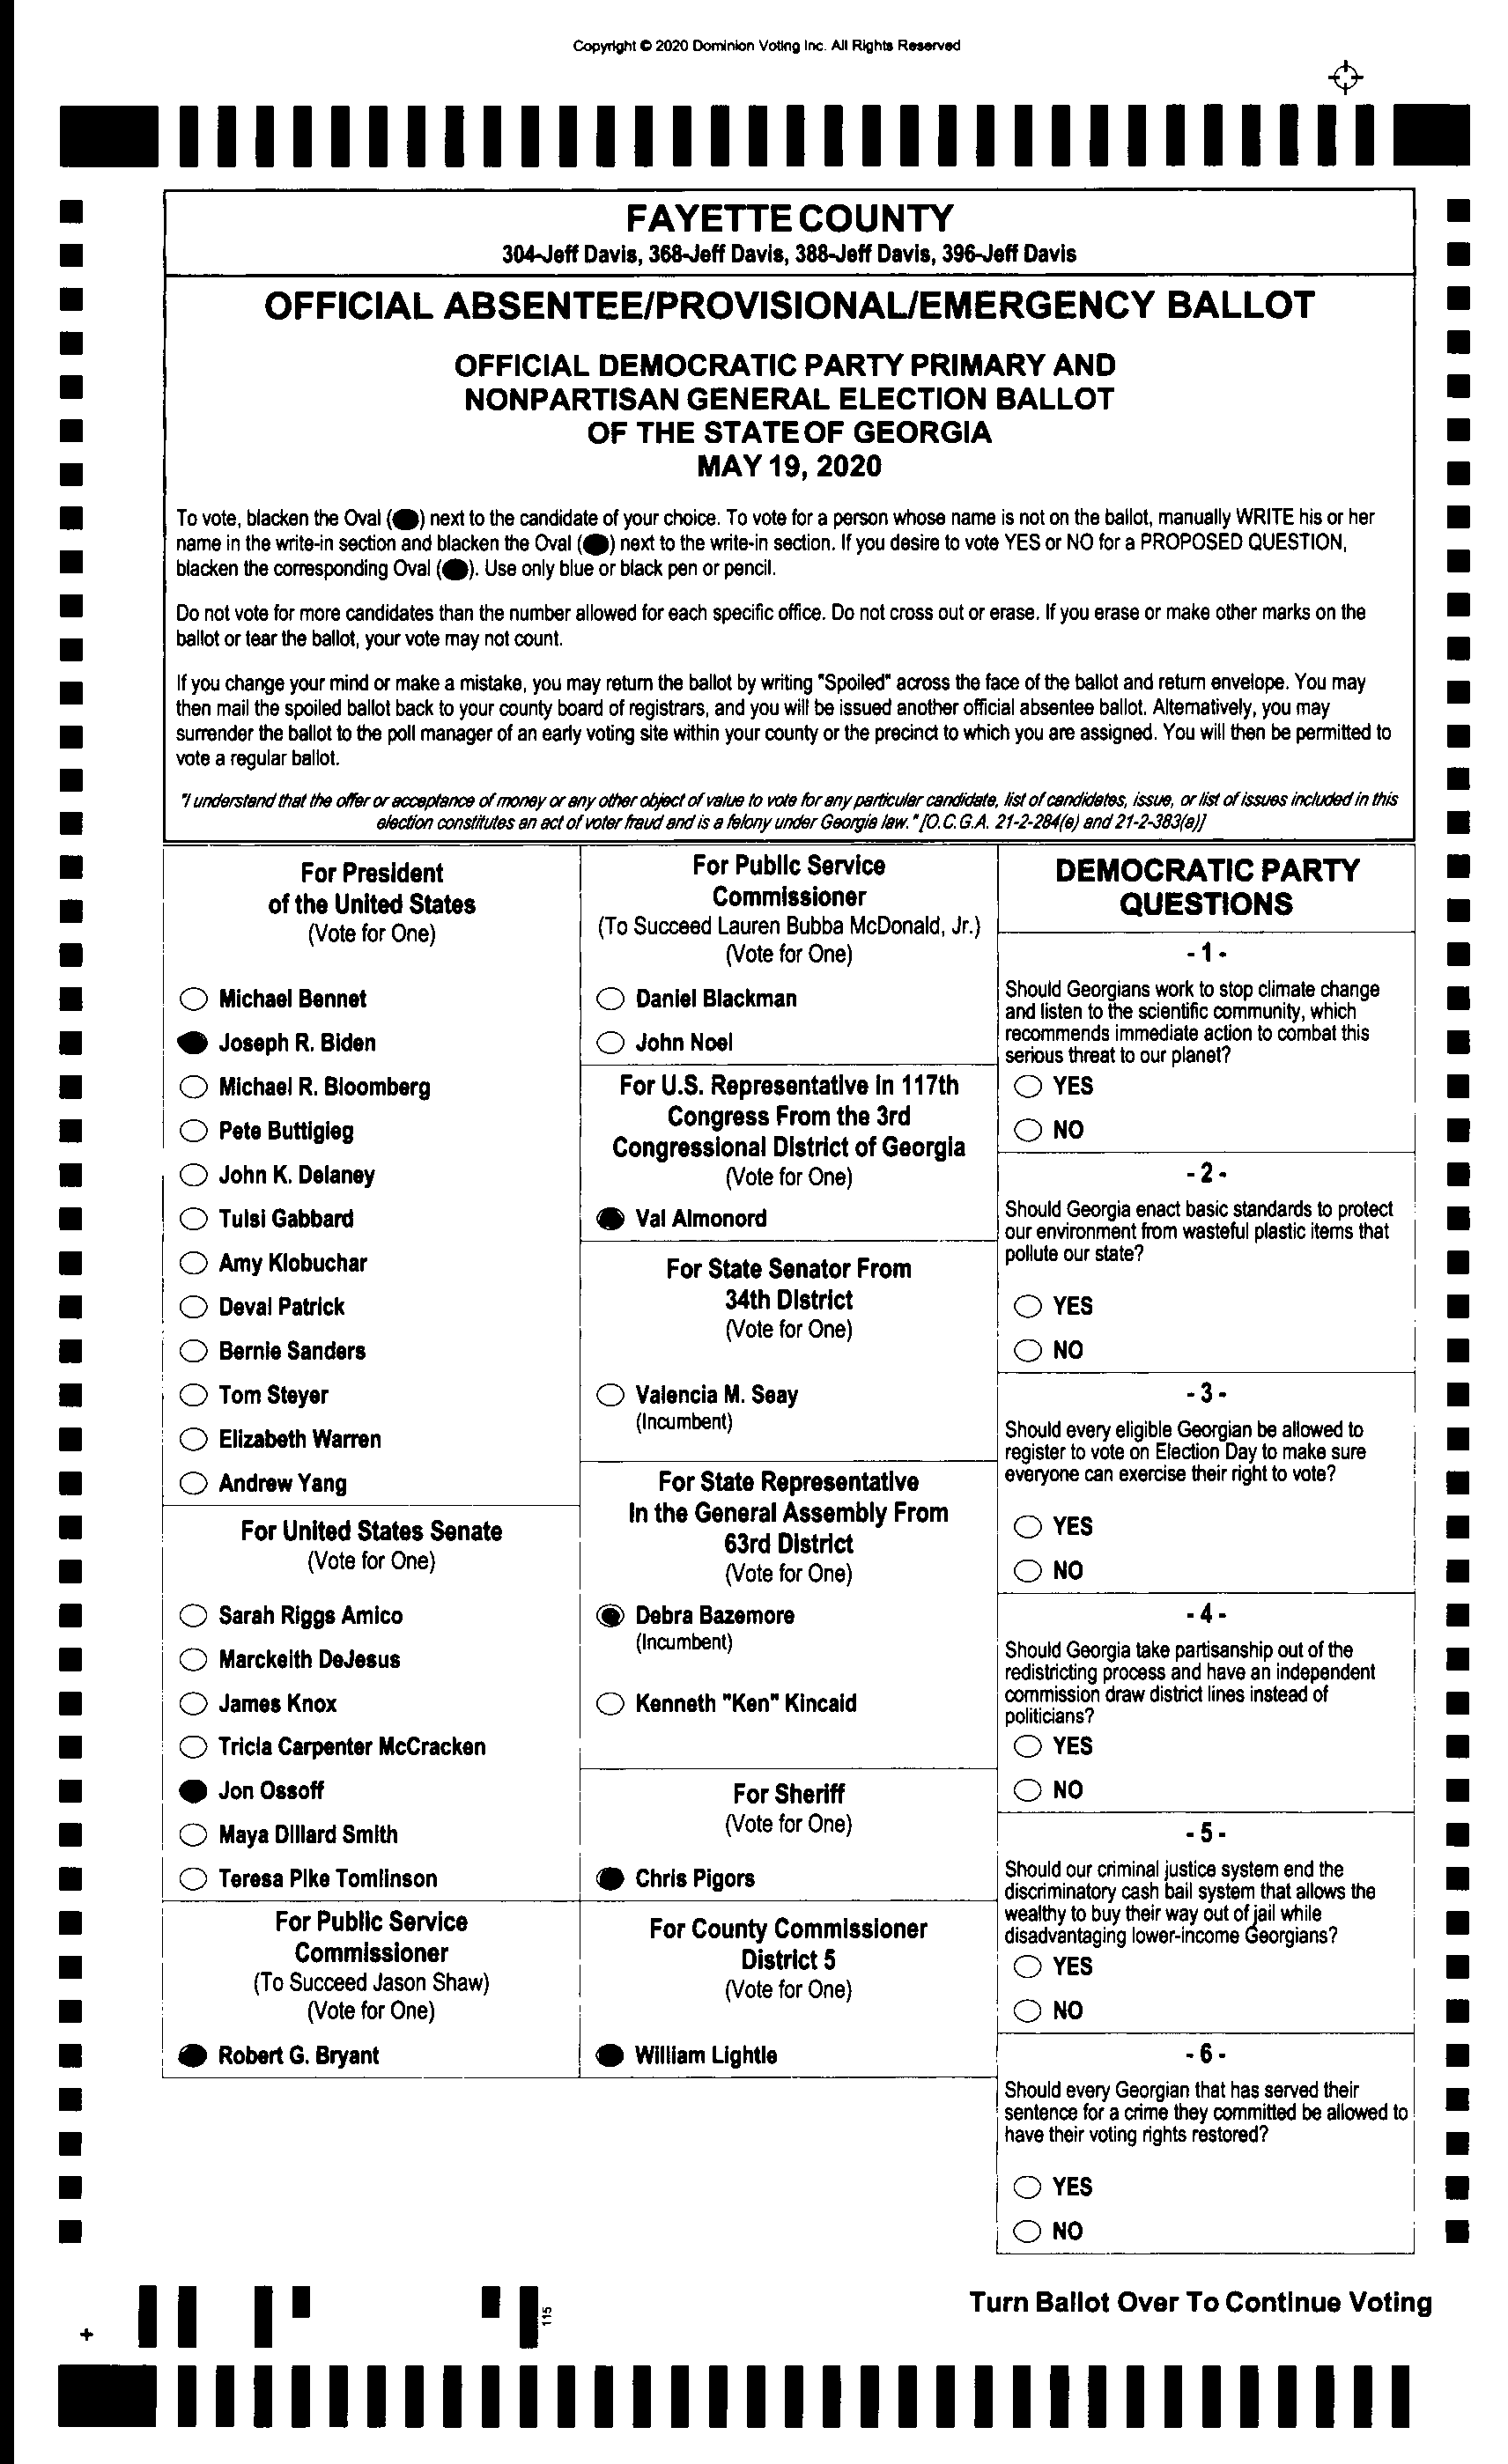 Copyright © 2020 Dominion Voting Inc. All Rights Reserved
FAYETTE COUNTY
304-Jeff Davis, 368-Jeff Davis, 388-Jeff Davis, 396-Jeff Davis
OFFICIAL ABSENTEE/PROVISIONAL/EMERGENCY BALLOT
OFFICIAL DEMOCRATIC PARTY PRIMARY AND
NONPARTISAN GENERAL ELECTION BALLOT
OF THE STATE OF GEORGIA
MAY 19, 2020
To vote, blacken the Oval ( ) next to the candidate of your choice. To vote for a person whose name is not on the ballot, manually WRITE his or her
name in the write-in section and blacken the Oval ( ) next to the write-in section. If you desire to vote YES or NO for a PROPOSED QUESTION,
blacken the corresponding Oval ( ). Use only blue or black pen or pencil.
Do not vote for more candidates than the number allowed for each specific office. Do not cross out or erase. If you erase or make other marks on the
ballot or tear the ballot, your vote may not count.
If you change your mind or make a mistake, you may return the ballot by writing "Spoiled" across the face of the ballot and return envelope. You may
then mail the spoiled ballot back to your county board of registrars, and you will be issued another official absentee ballot. Alternatively, you may
surrender the ballot to the poll manager of an early voting site within your county or the precinct to which you are assigned. You will then be permitted to
vote a regular ballot.
"I understand that the offer or acceptance of money or any other object of value to vote for any particular candidate, list of candidates, issue, or list of issues included in this
election constitutes an act of voter fraud and is a felony under Georgia law." [O.C.G.A. 21-2-284(e) and 21-2-383(a)]
For President
of the United States
(Vote for One)
Michael Bennet
Joseph R. Biden
Michael R. Bloomberg
Pete Buttigieg
John K. Delaney
Tulsi Gabbard
Amy Klobuchar
Deval Patrick
Bernie Sanders
Tom Steyer
Elizabeth Warren
Andrew Yang
For United States Senate
(Vote for One)
Sarah Riggs Amico
Marckeith DeJesus
James Knox
Tricia Carpenter McCracken
Jon Ossoff
Maya Dillard Smith
Teresa Pike Tomlinson
For Public Service
Commissioner
(To Succeed Jason Shaw)
(Vote for One)
Robert G. Bryant
For Public Service
Commissioner
(To Succeed Lauren Bubba McDonald, Jr.)
(Vote for One)
Daniel Blackman
John Noel
For U.S. Representative in 117th
Congress From the 3rd
Congressional District of Georgia
(Vote for One)
Val Almonord
For State Senator From
34th District
(Vote for One)
Valencia M. Seay
(Incumbent)
For State Representative
In the General Assembly From
63rd District
(Vote for One)
Debra Bazemore
(Incumbent)
Kenneth "Ken" Kincaid
For Sheriff
(Vote for One)
Chris Pigors
For County Commissioner
District 5
(Vote for One)
William Lightle
DEMOCRATIC PARTY
QUESTIONS
- 1 -
Should Georgians work to stop climate change
and listen to the scientific community, which
recommends immediate action to combat this
serious threat to our planet?
YES
NO
- 2 -
Should Georgia enact basic standards to protect
our environment from wasteful plastic items that
pollute our state?
YES
NO
- 3 -
Should every eligible Georgian be allowed to
register to vote on Election Day to make sure
everyone can exercise their right to vote?
YES
NO
- 4 -
Should Georgia take partisanship out of the
redistricting process and have an independent
commission draw district lines instead of
politicians?
YES
NO
- 5 -
Should our criminal justice system end the
discriminatory cash bail system that allows the
wealthy to buy their way out of jail while
disadvantaging lower-income Georgians?
YES
NO
- 6 -
Should every Georgian that has served their
sentence for a crime they committed be allowed to
have their voting rights restored?
YES
NO
Turn Ballot Over To Continue Voting
115